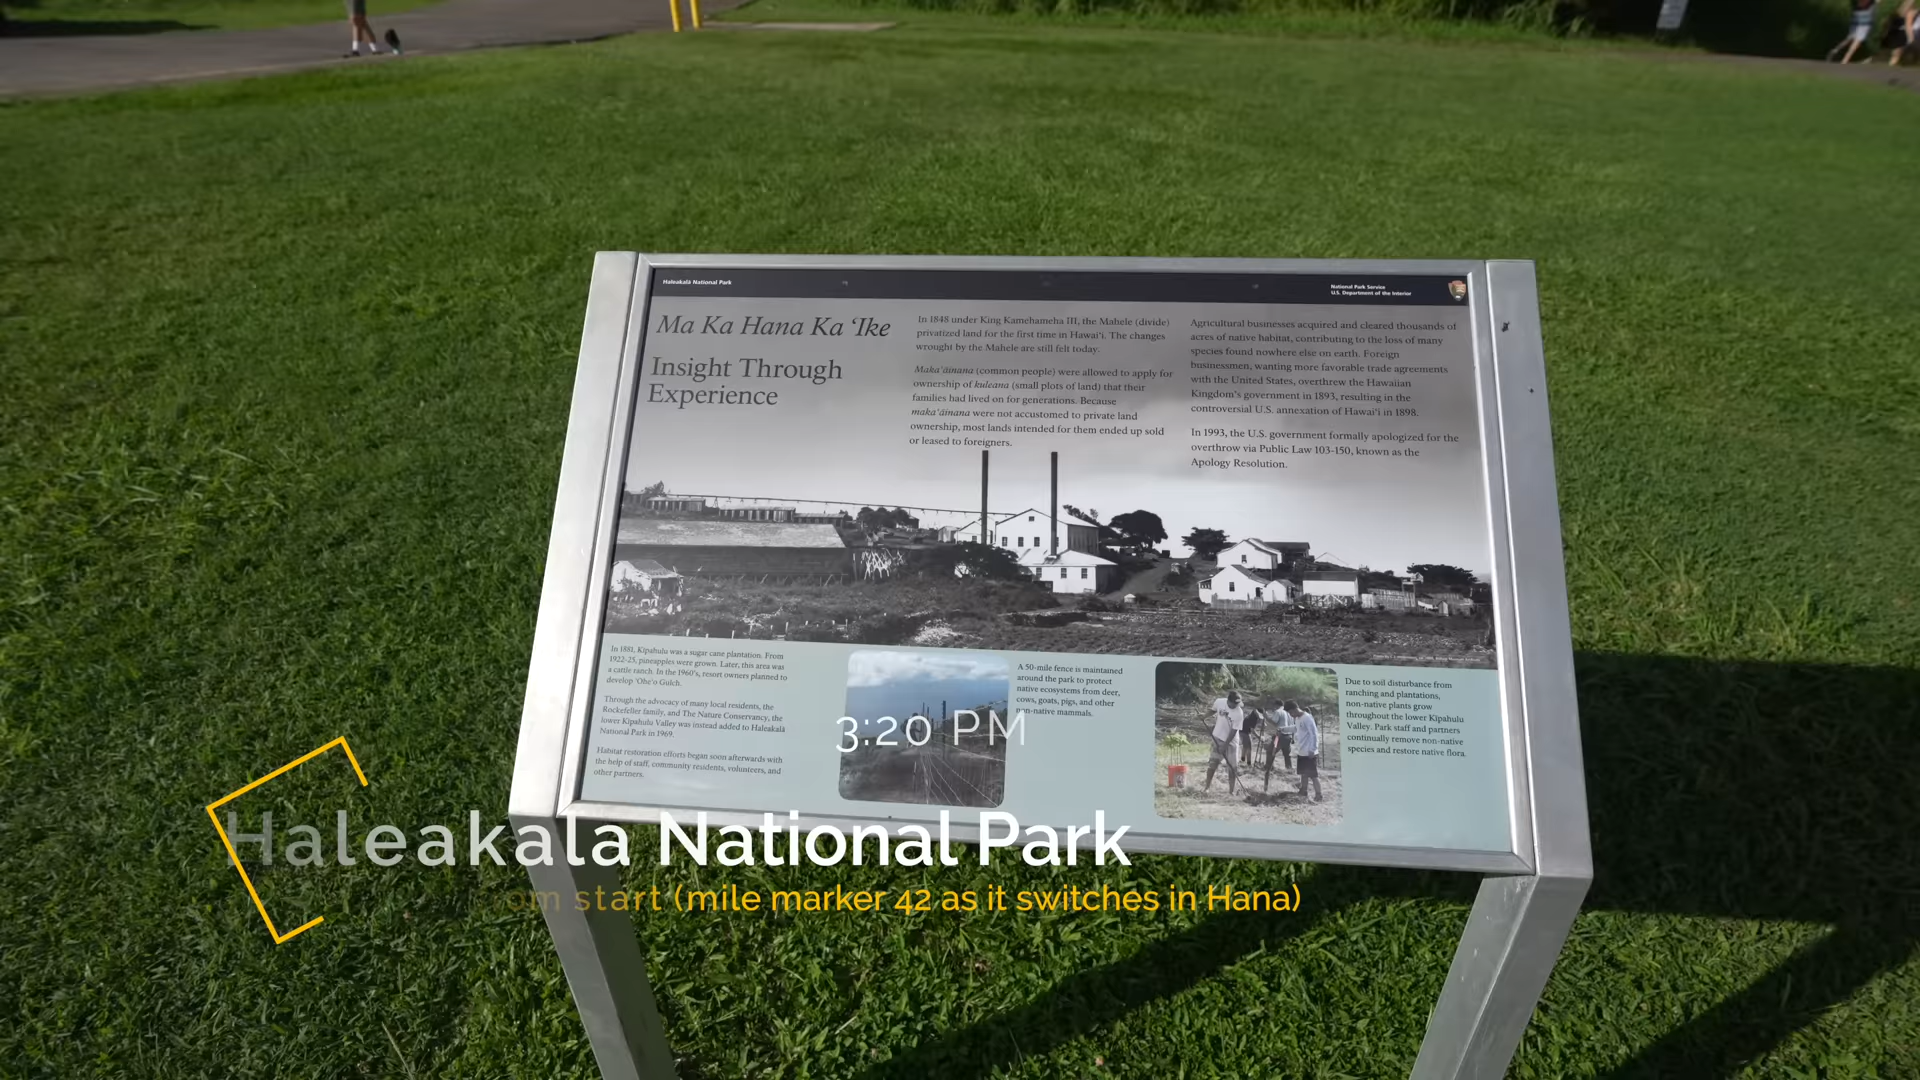 Haleakalā National Park
National Park Service
U.S. Department of the Interior
Ma Ka Hana Ka ʻIke
Insight Through
Experience
In 1848 under King Kamehameha III, the Mahele (divide)
privatized land for the first time in Hawaiʻi. The changes
wrought by the Mahele are still felt today.
Makaʻāinana (common people) were allowed to apply for
ownership of kuleana (small plots of land) that their
families had lived on for generations. Because
makaʻāinana were not accustomed to private land
ownership, most lands intended for them ended up sold
or leased to foreigners.
Agricultural businesses acquired and cleared thousands of
acres of native habitat, contributing to the loss of many
species found nowhere else on earth. Foreign
businessmen, wanting more favorable trade agreements
with the United States, overthrew the Hawaiian
Kingdom's government in 1893, resulting in the
controversial U.S. annexation of Hawaiʻi in 1898.
In 1993, the U.S. government formally apologized for the
overthrow via Public Law 103-150, known as the
Apology Resolution.
In 1881, Kīpahulu was a sugar cane plantation. From
1922-25, pineapples were grown. Later, this area was
a cattle ranch. In the 1960's, resort owners planned to
develop ʻOheʻo Gulch.
Through the advocacy of many local residents, the
Rockefeller family, and The Nature Conservancy, the
lower Kīpahulu Valley was instead added to Haleakalā
National Park in 1969.
Habitat restoration efforts began soon afterwards with
the help of staff, community residents, volunteers, and
other partners.
A 50-mile fence is maintained
around the park to protect
native ecosystems from deer,
cows, goats, pigs, and other
non-native mammals.
Due to soil disturbance from
ranching and plantations,
non-native plants grow
throughout the lower Kīpahulu
Valley. Park staff and partners
continually remove non-native
species and restore native flora.
3:20 PM
Haleakala National Park
from start (mile marker 42 as it switches in Hana)